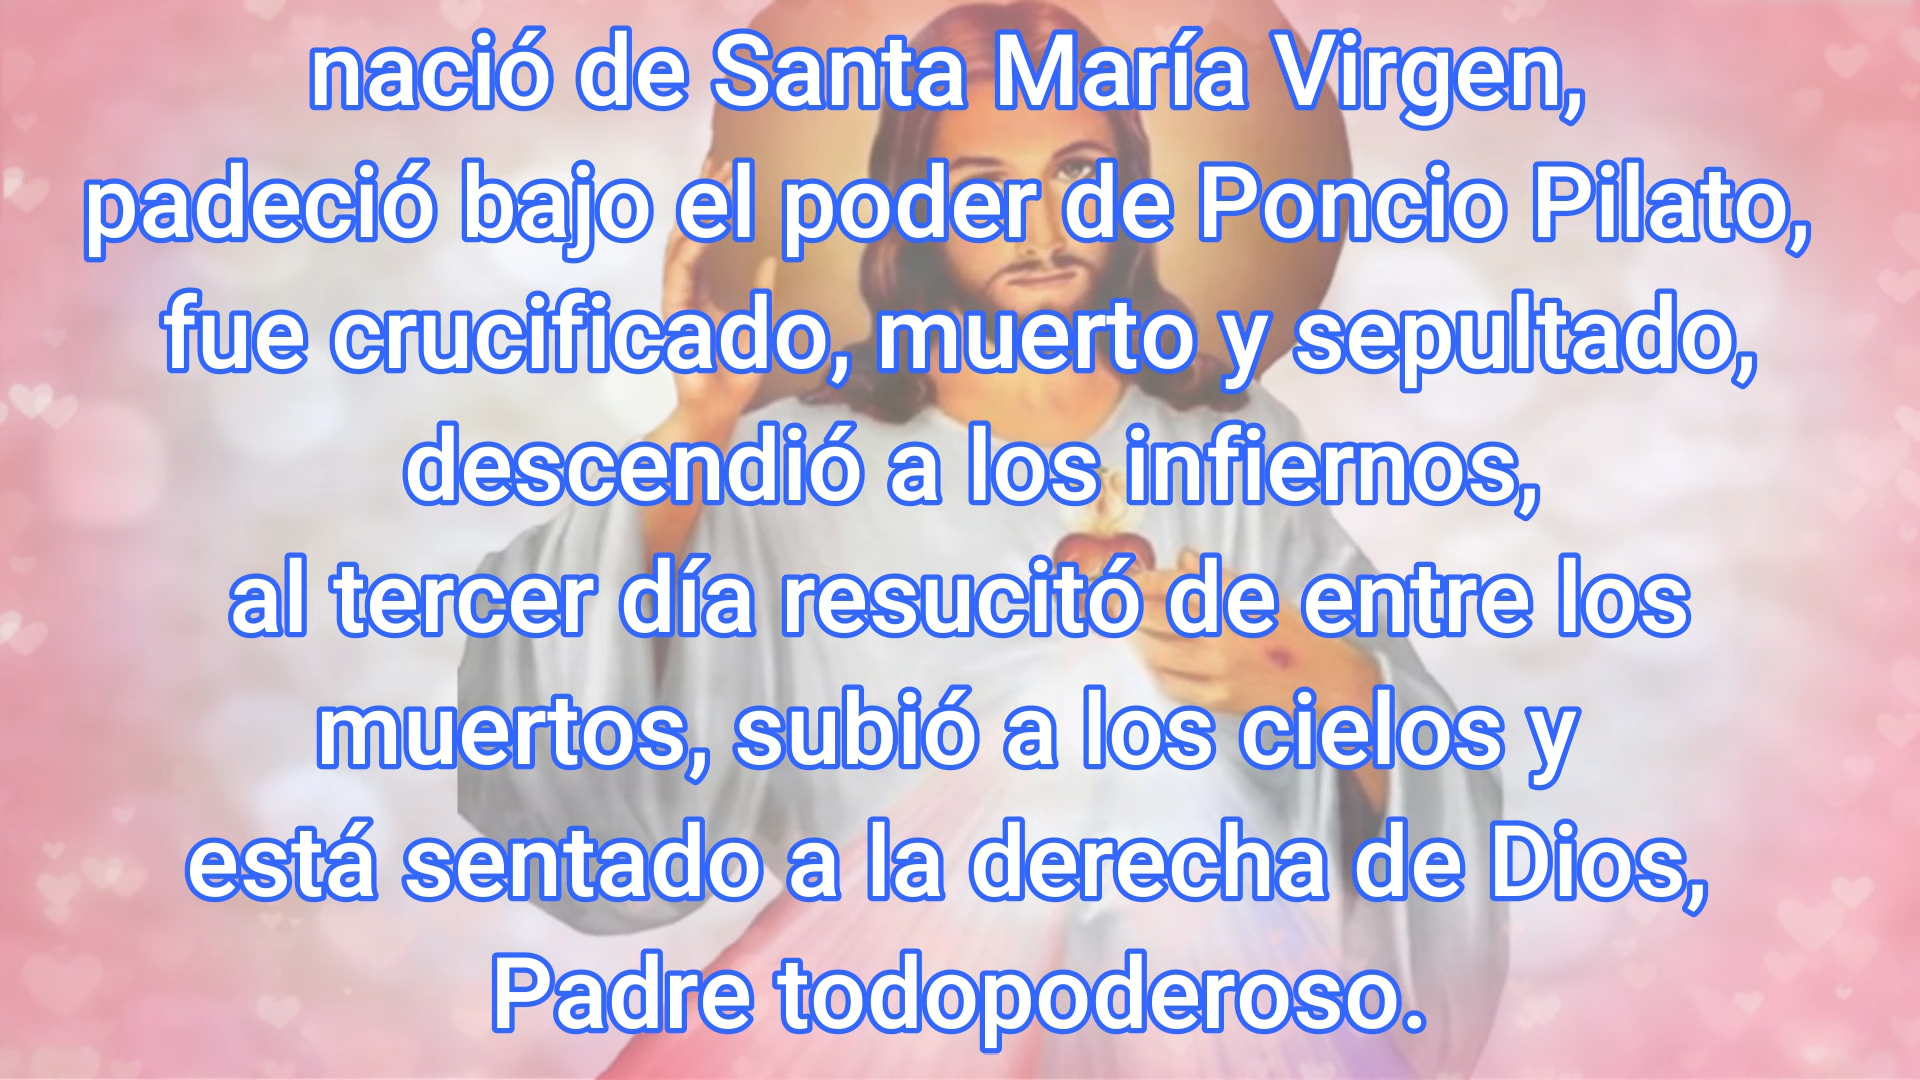 nació de Santa María Virgen,
padeció bajo el poder de Poncio Pilato,
fue crucificado, muerto y sepultado,
descendió a los infiernos,
al tercer día resucitó de entre los
muertos, subió a los cielos y
está sentado a la derecha de Dios,
Padre todopoderoso.